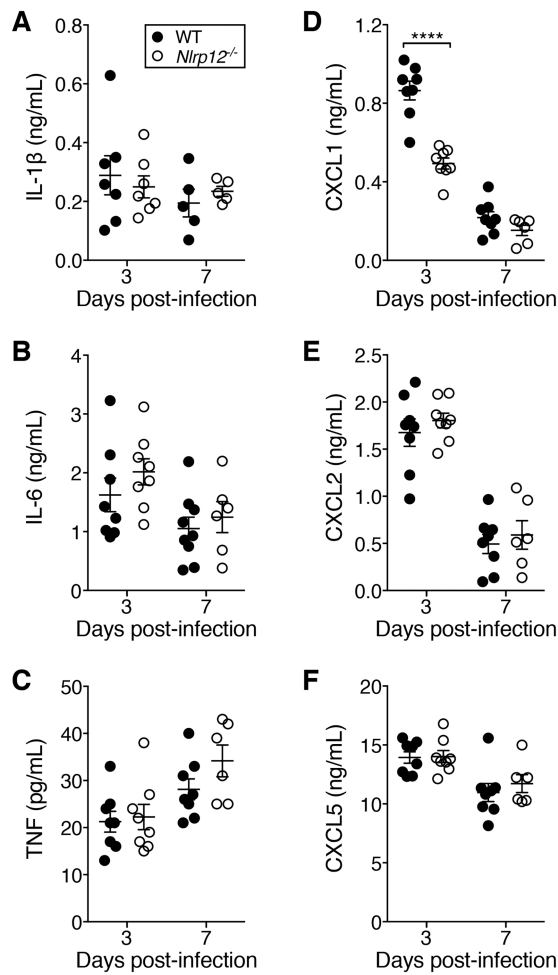 A
IL-1β (ng/mL)
0.8
0.6
0.4
0.2
0.0
WT
Nlrp12-/-
3 7
Days post-infection
B
IL-6 (ng/mL)
4
3
2
1
0
3 7
Days post-infection
C
TNF (pg/mL)
50
40
30
20
10
0
3 7
Days post-infection
D
CXCL1 (ng/mL)
1.2
0.8
0.4
0.0
****
3 7
Days post-infection
E
CXCL2 (ng/mL)
2.5
2.0
1.5
1.0
0.5
0.0
3 7
Days post-infection
F
CXCL5 (ng/mL)
20
15
10
5
0
3 7
Days post-infection